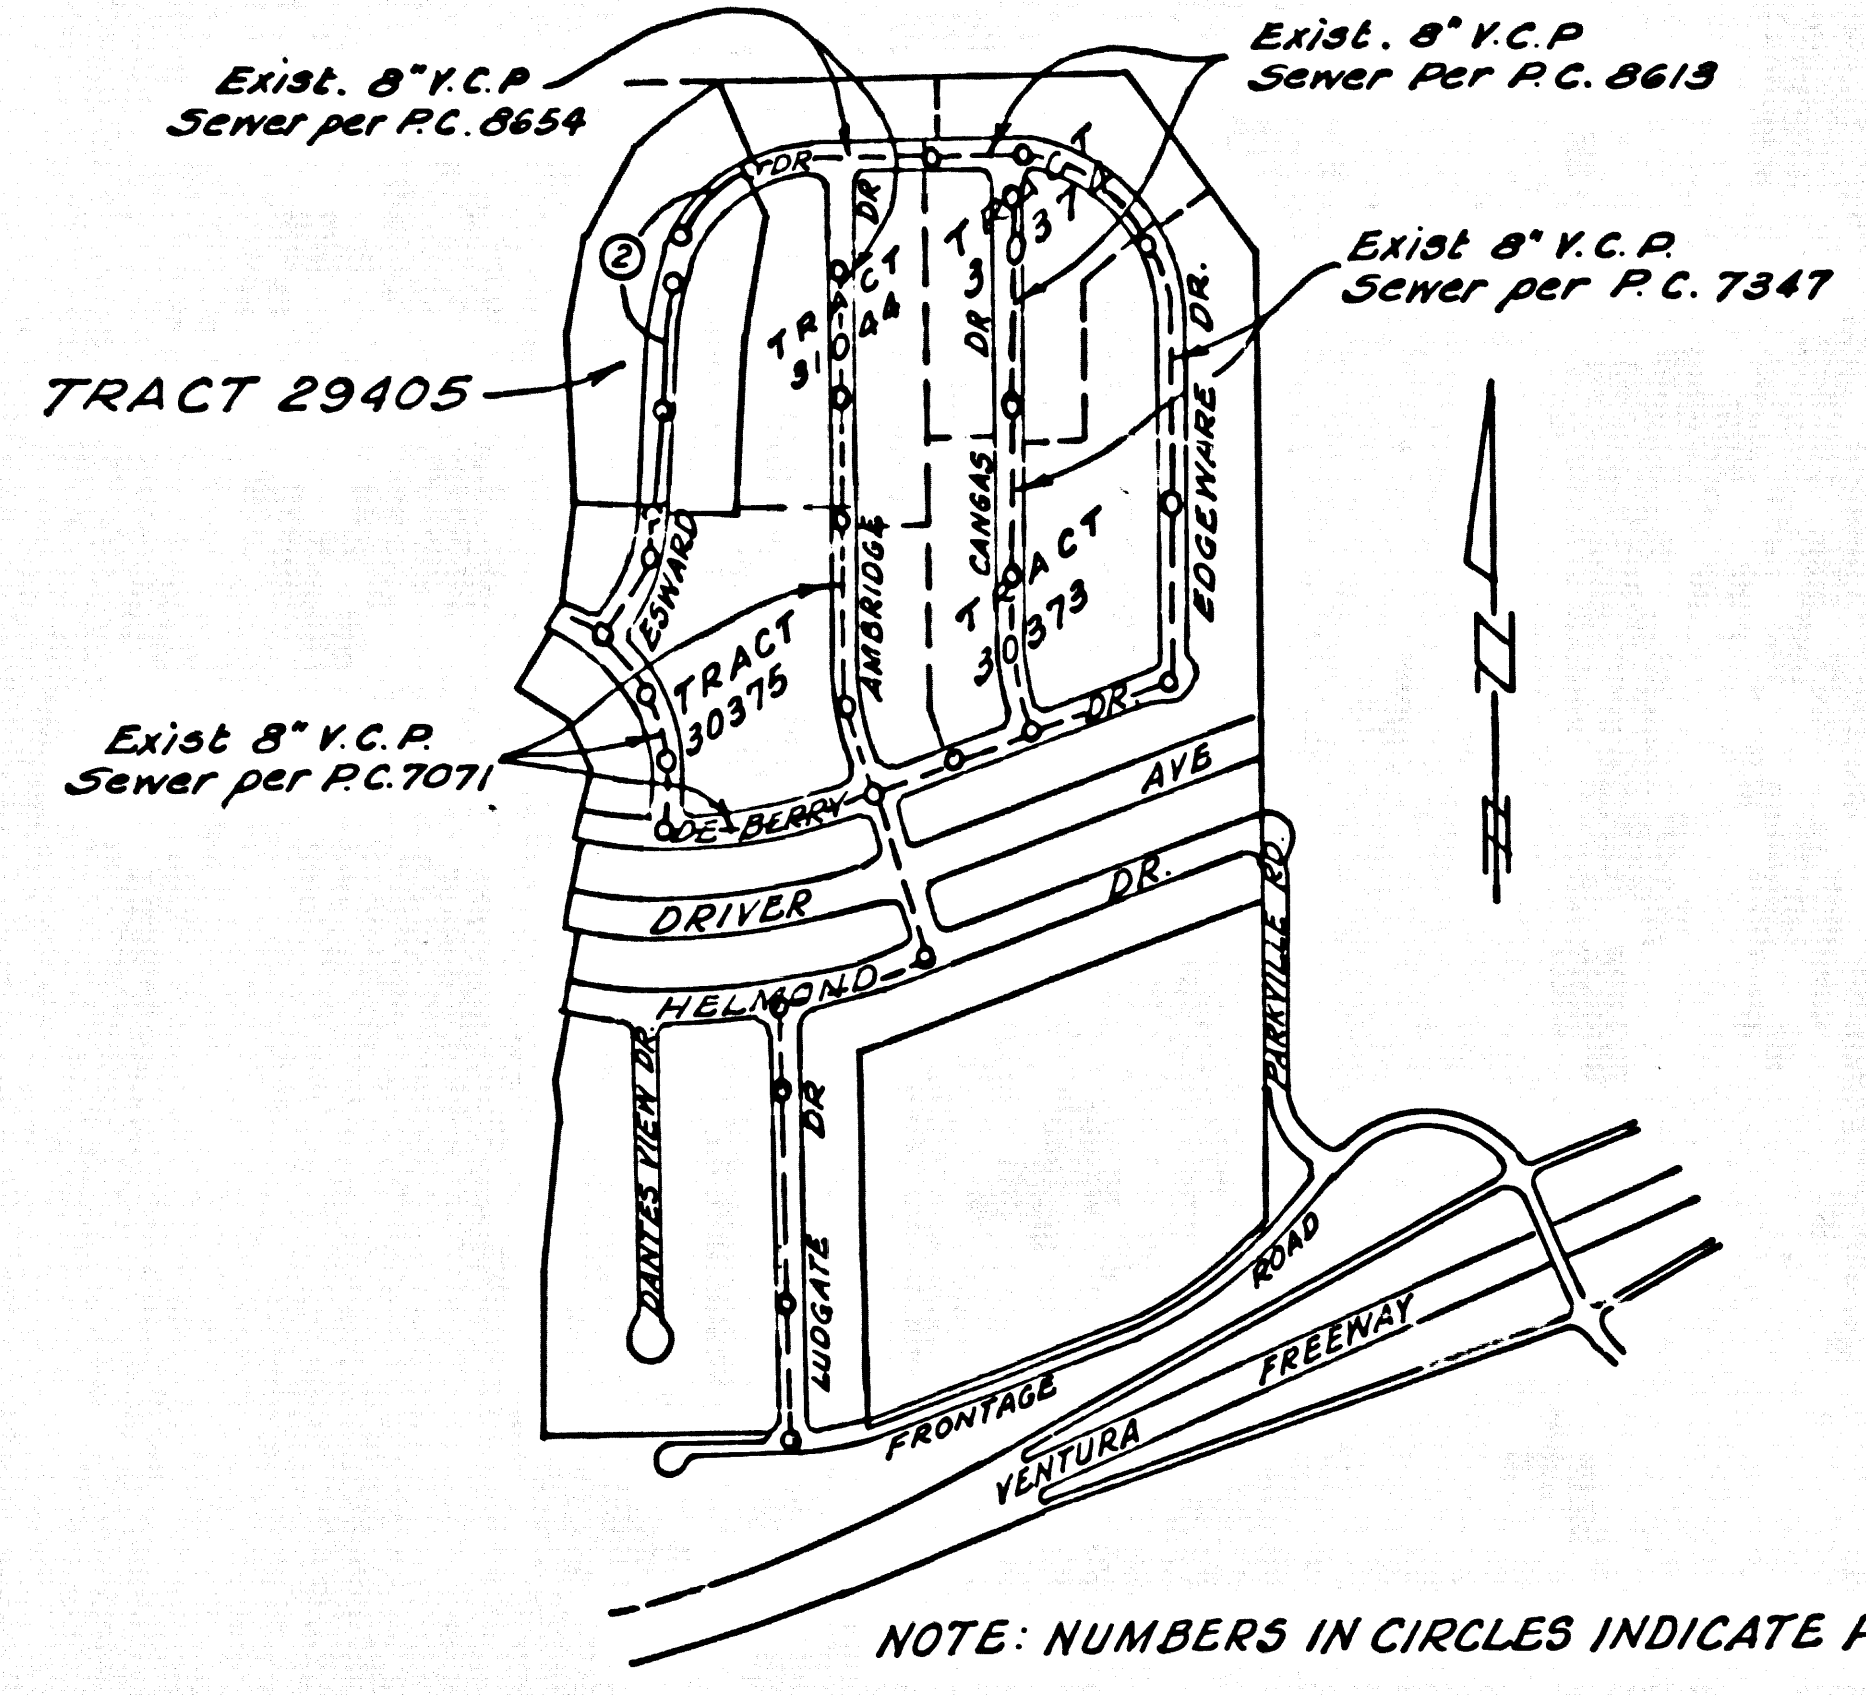 Exist. 8" V.C.P
Sewer per P.C. 8654
Exist. 8" V.C.P
Sewer Per P.C. 8613
Exist 8" V.C.P.
Sewer per P.C. 7347
TRACT 29405
2
DR
DR
DR
DR.
TRACT
3144
TRACT
TRACT
30373
TRACT
30375
ESWARD
AMBRIDGE
CANGAS
EDGEWARE
Exist 8" V.C.P.
Sewer per P.C. 7071
DE BERRY
DR.
AVE
DRIVER
DR.
HELMOND
PARKVILLE RD.
DANTES VIEW DR.
LUDGATE
DR
FRONTAGE
ROAD
VENTURA
FREEWAY
N
NOTE: NUMBERS IN CIRCLES INDICATE